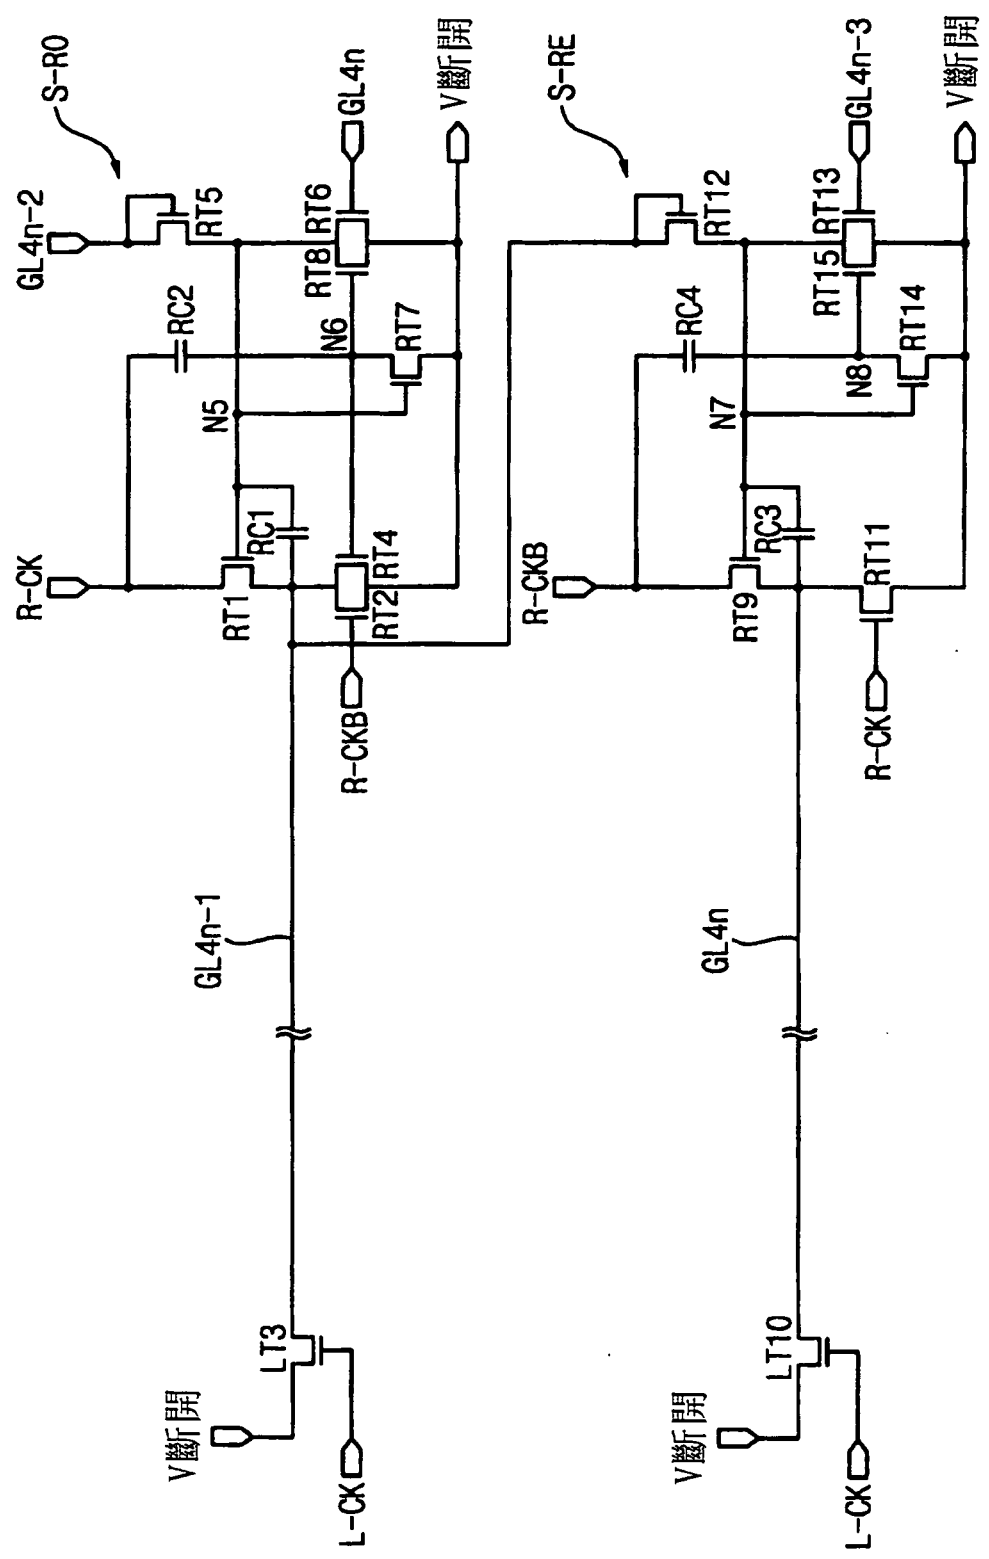 S-RO
GL4n-2
RT5
GL4n
V斷開
RT6
RT8
RC2
N6
RT7
N5
R-CK
RC1
RT1
RT4
RT2
R-CKB
GL4n-1
LT3
V斷開
L-CK
S-RE
RT12
GL4n-3
V斷開
RT13
RT15
RC4
N8
RT14
N7
R-CKB
RC3
RT9
RT11
R-CK
GL4n
LT10
V斷開
L-CK